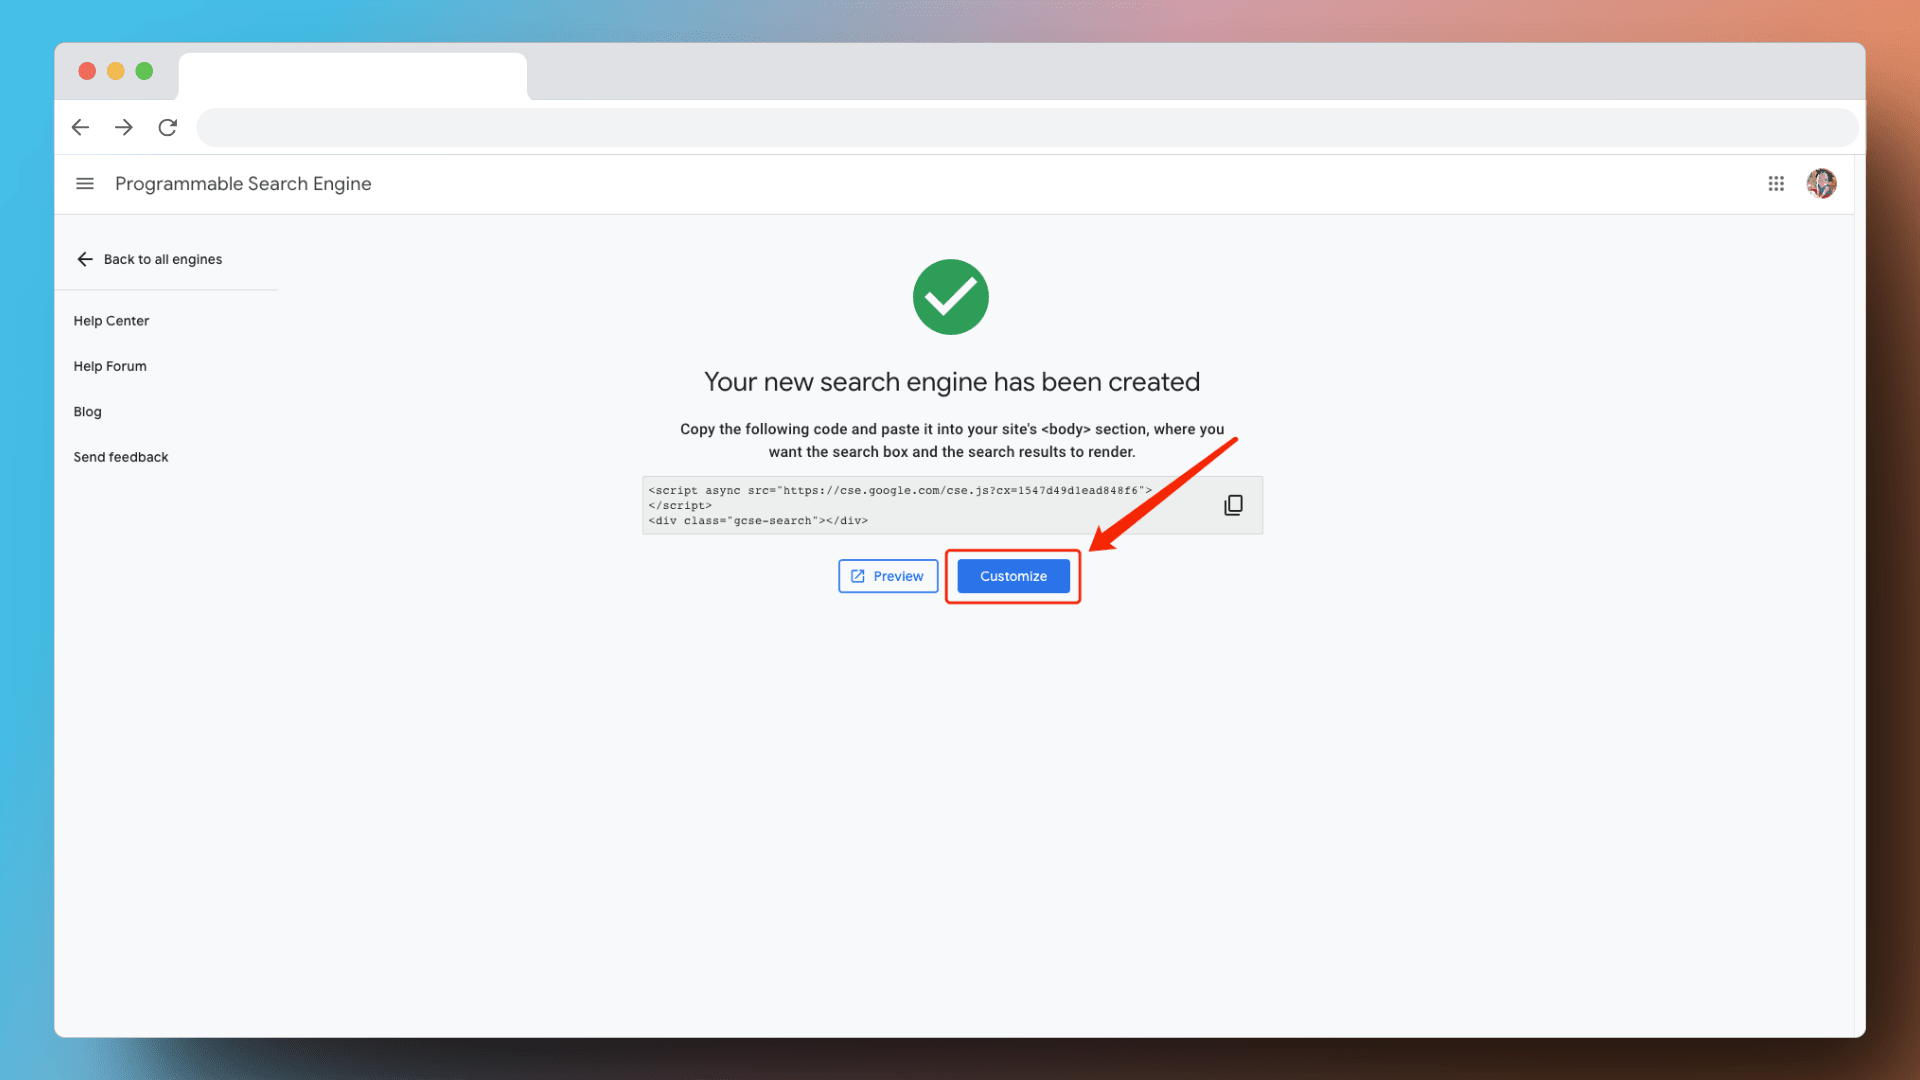 Programmable Search Engine
Back to all engines
Help Center
Help Forum
Blog
Send feedback
Your new search engine has been created
Copy the following code and paste it into your site's <body> section, where you
want the search box and the search results to render.
<script async src="https://cse.google.com/cse.js?cx=1547d49d1ead848f6">
</script>
<div class="gcse-search"></div>
Preview
Customize